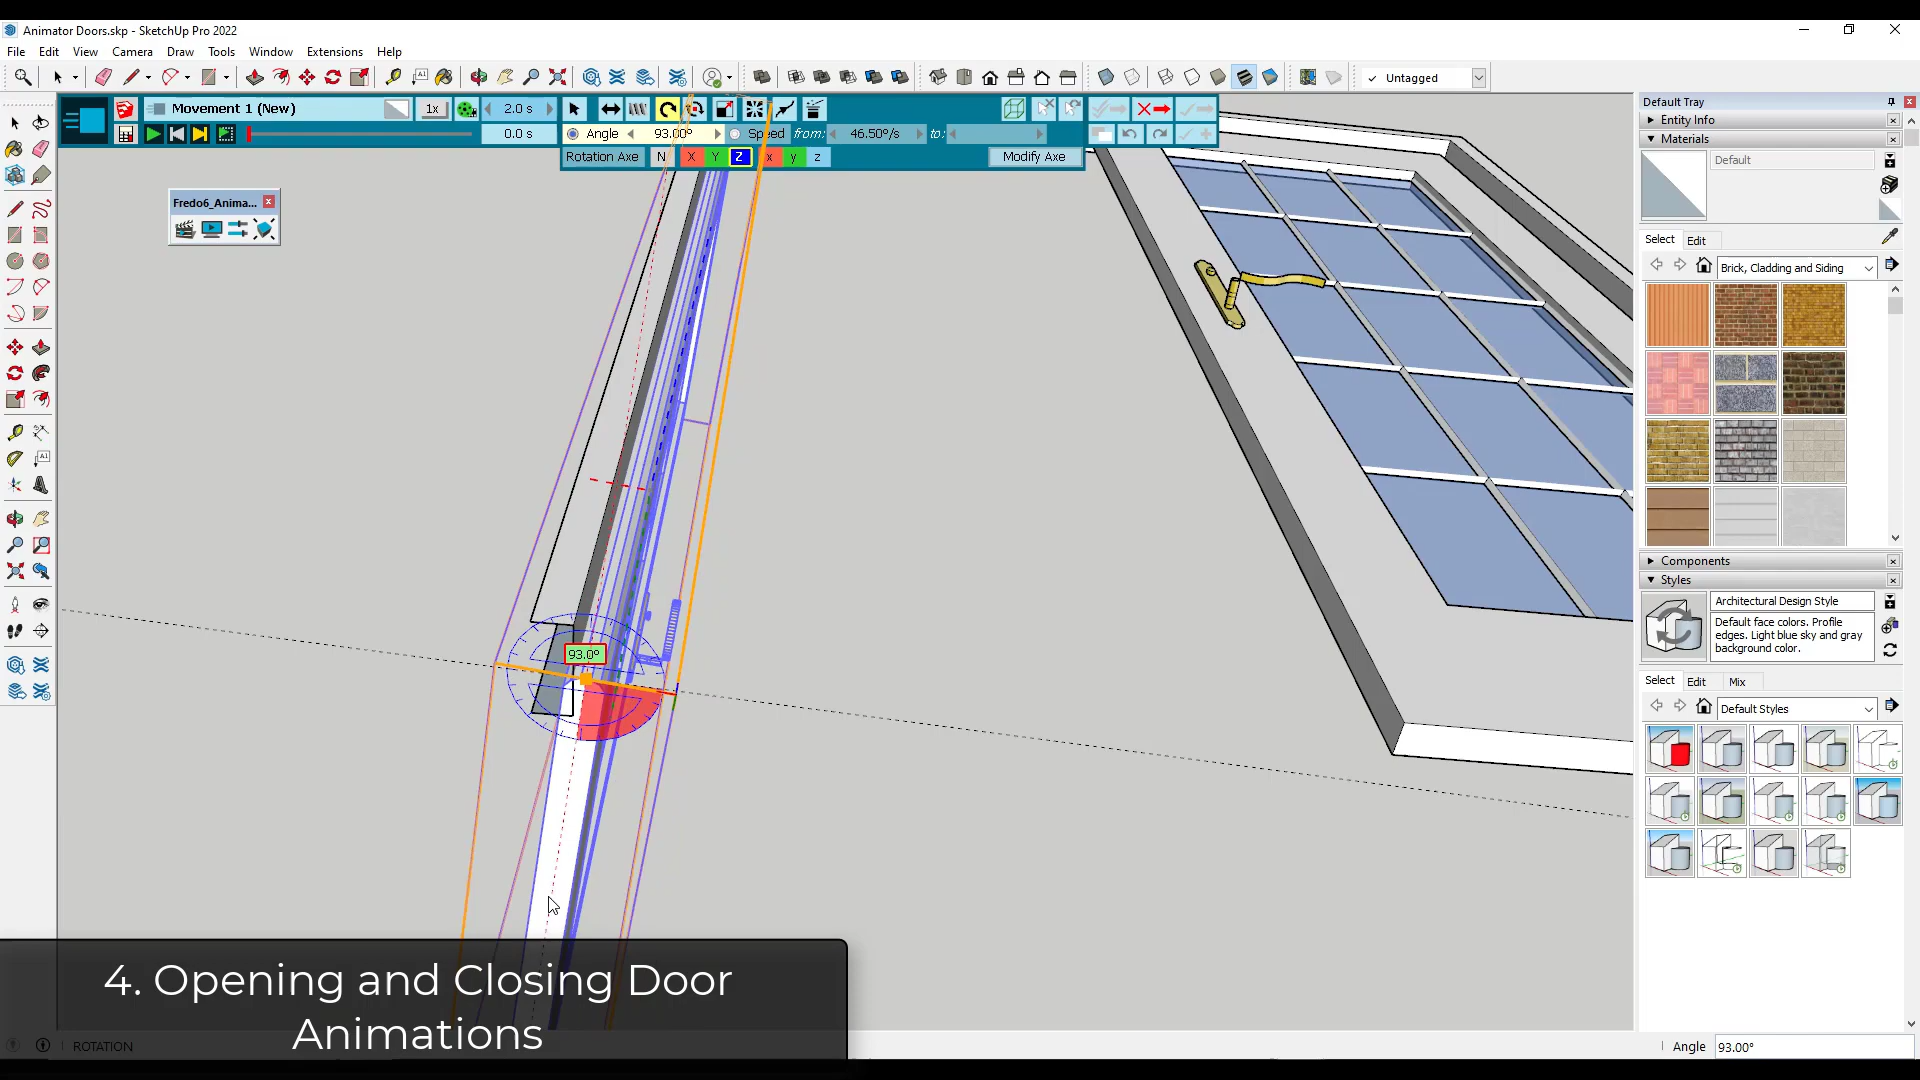 Animator Doors.skp - SketchUp Pro 2022
File Edit View Camera Draw Tools Window Extensions Help
Untagged
Movement 1 (New) 1x 2.0 s
0.0 s Angle 93.00º Speed from: 46.50º/s to:
Rotation Axe N X Y Z x y z Modify Axe
Fredo6_Anima...
93.0º
Default Tray
Entity Info
Materials
Default
Select Edit
Brick, Cladding and Siding
Components
Styles
Architectural Design Style
Default face colors. Profile
edges. Light blue sky and gray
background color.
Select Edit Mix
Default Styles
4. Opening and Closing Door
Animations
ROTATION
Angle 93.00º